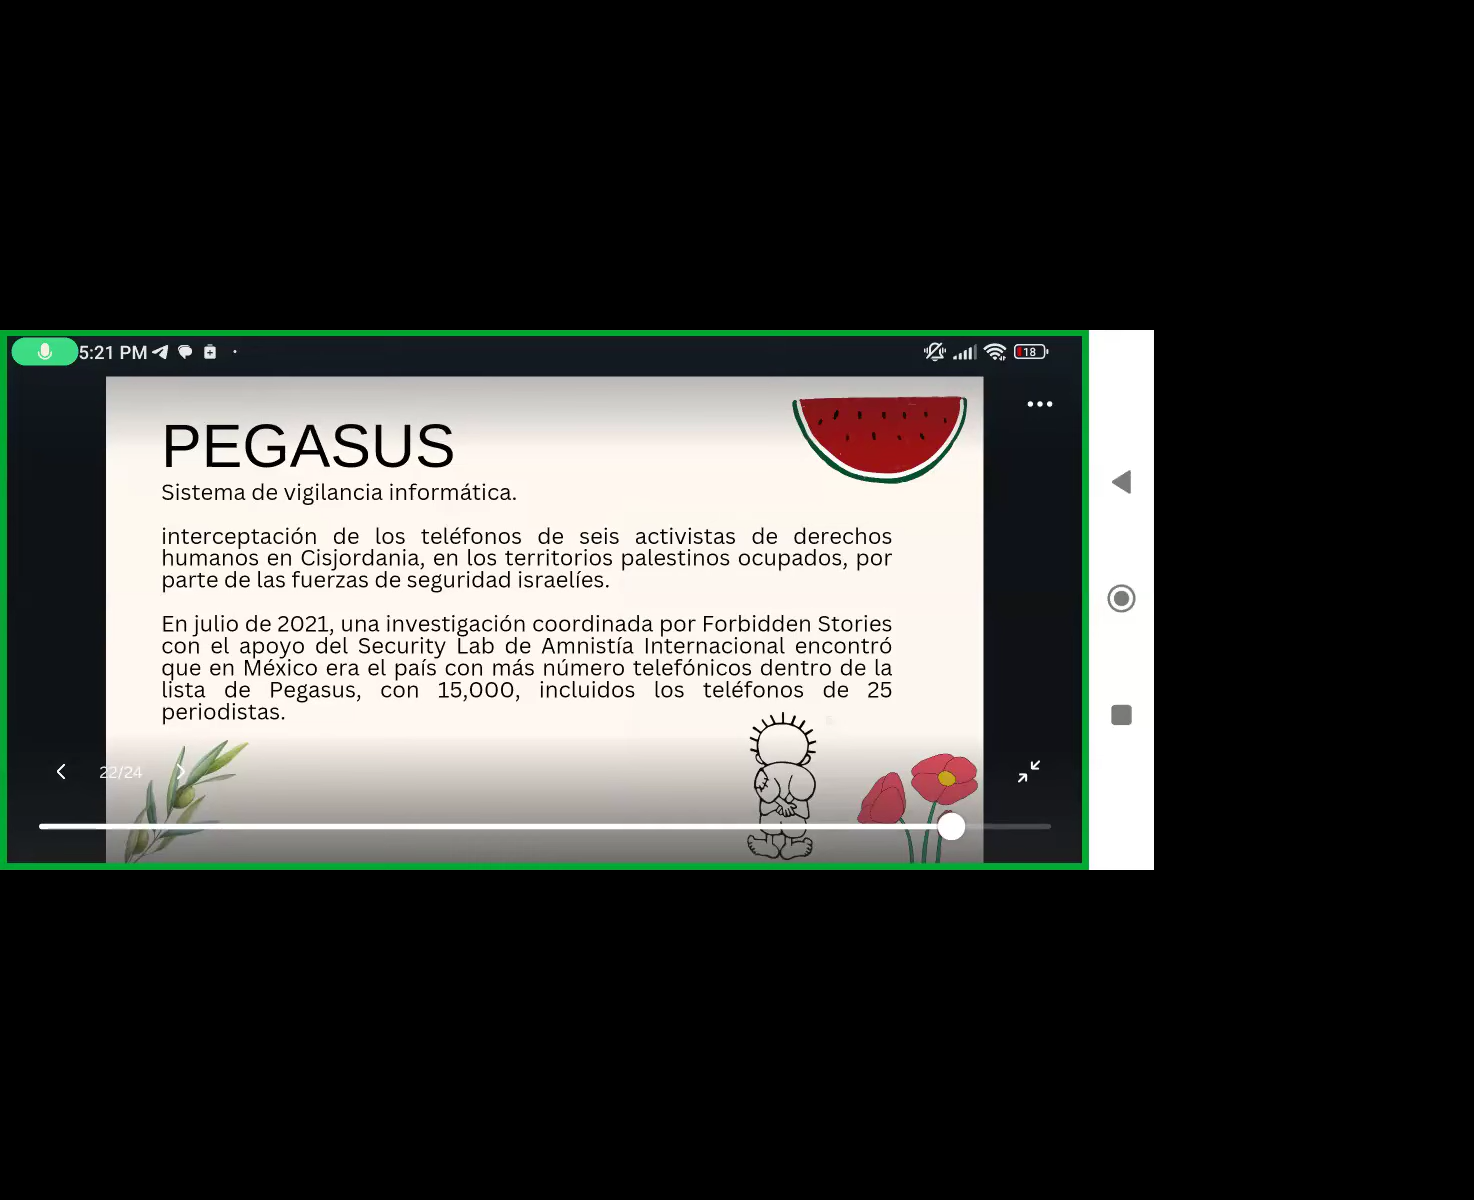 5:21 PM
18
PEGASUS
Sistema de vigilancia informática.
interceptación de los teléfonos de seis activistas de derechos
humanos en Cisjordania, en los territorios palestinos ocupados, por
parte de las fuerzas de seguridad israelíes.
En julio de 2021, una investigación coordinada por Forbidden Stories
con el apoyo del Security Lab de Amnistía Internacional encontró
que en México era el país con más número telefónicos dentro de la
lista de Pegasus, con 15,000, incluidos los teléfonos de 25
periodistas.
22/24